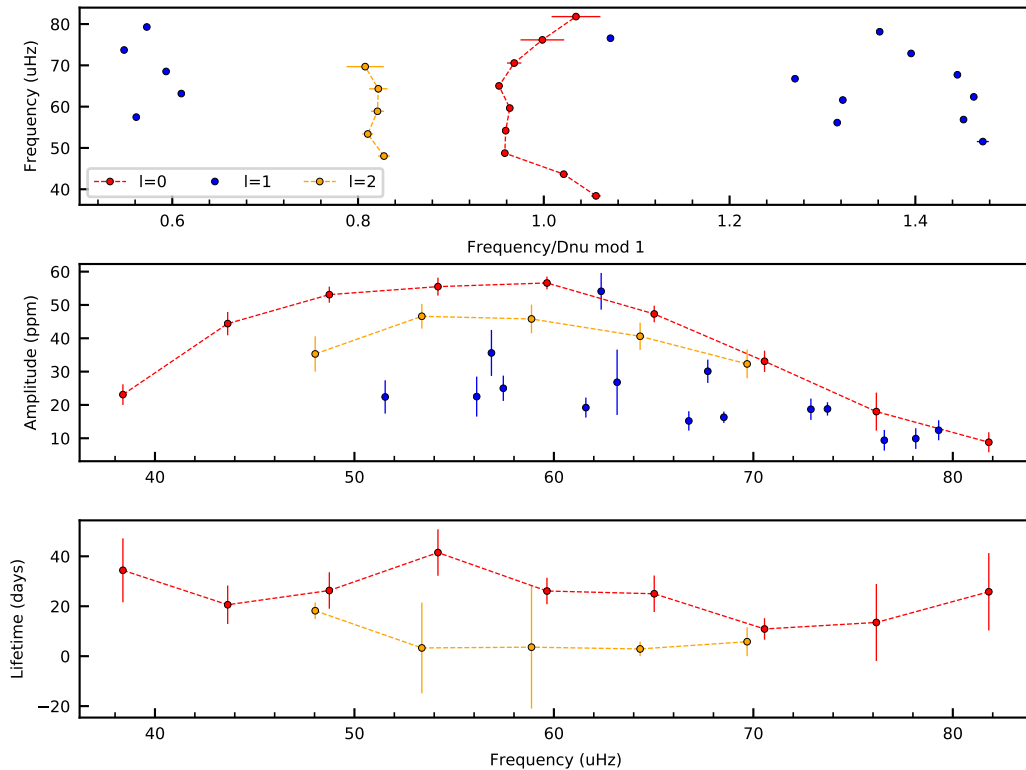 80
70
60
50
40
Frequency (uHz)
l=0 l=1 l=2
0.6 0.8 1.0 1.2 1.4
Frequency/Dnu mod 1
60
50
40
30
20
10
Amplitude (ppm)
40 50 60 70 80
40
20
0
−20
Lifetime (days)
40 50 60 70 80
Frequency (uHz)